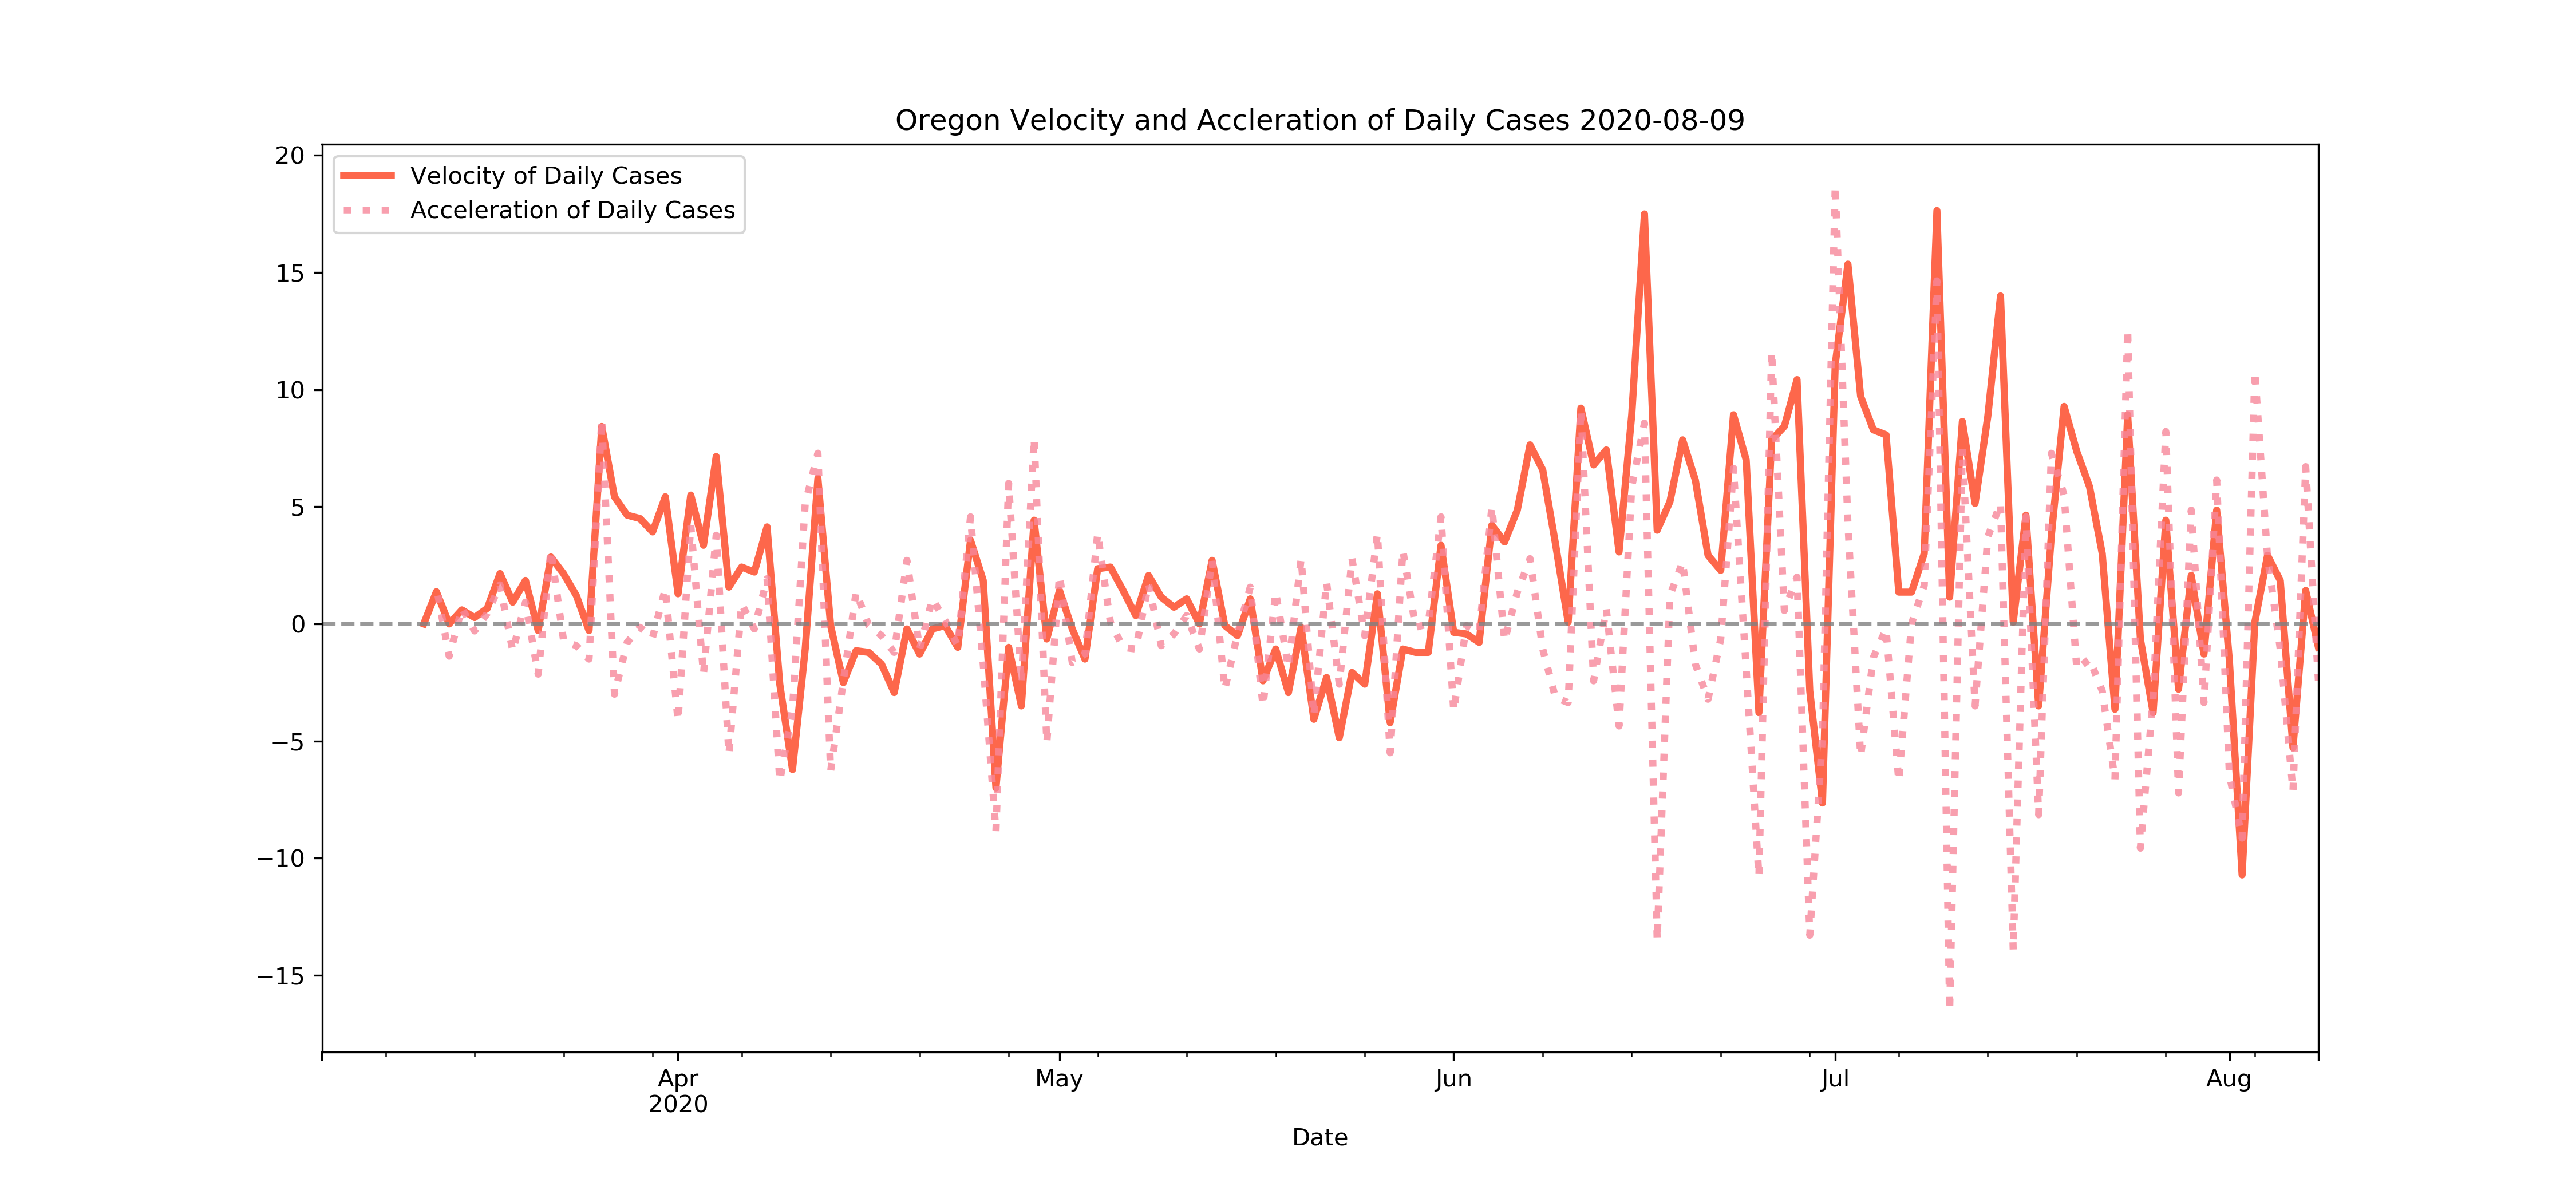 Oregon Velocity and Accleration of Daily Cases 2020-08-09
Velocity of Daily Cases
Acceleration of Daily Cases
20
15
10
5
0
−5
−10
−15
Apr
2020
May
Jun
Jul
Aug
Date